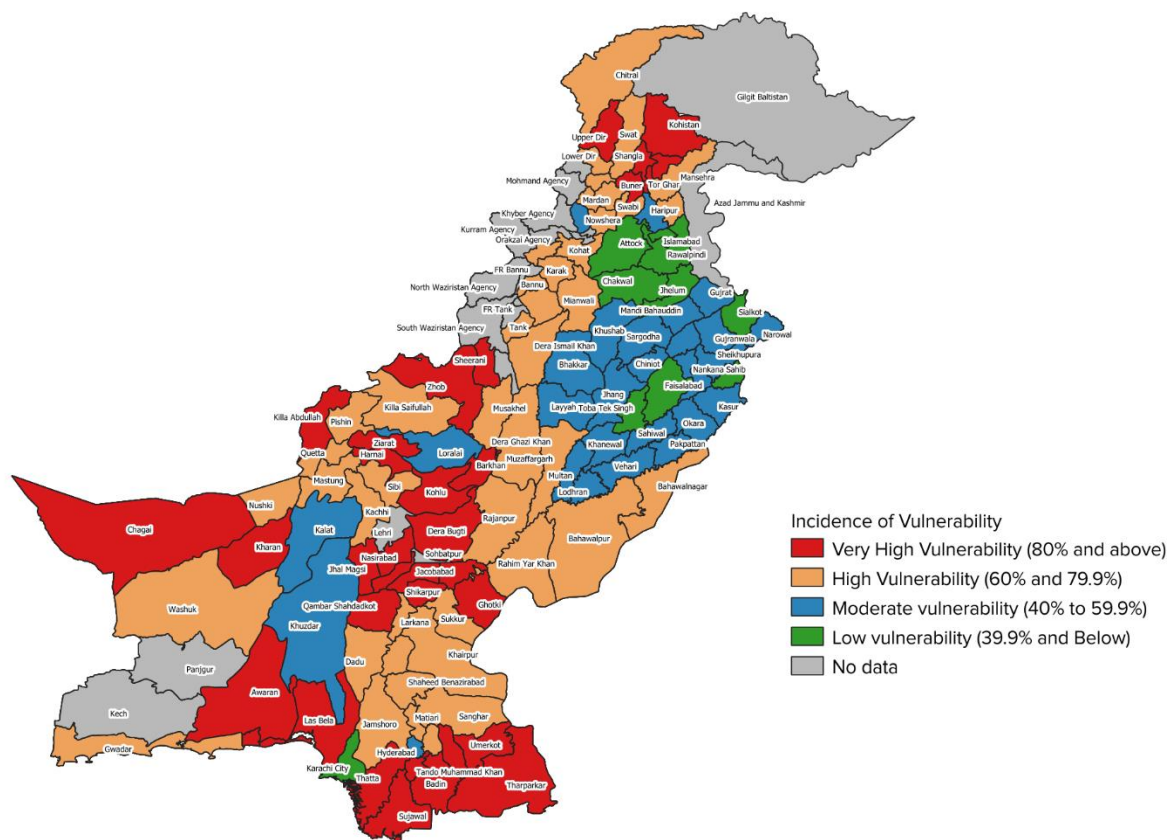 Chitral
Gilgit Baltistan
Kohistan
Upper Dir
Swat
Lower Dir
Shangla
Mohmand Agency
Buner
Tor Ghar
Mansehra
Mardan
Azad Jammu and Kashmir
Swabi
Haripur
Khyber Agency
Nowshera
Kurram Agency
Orakzai Agency
Attock
Islamabad
Kohat
Rawalpindi
FR Bannu
Karak
Chakwal
Bannu
Jhelum
North Waziristan Agency
Gujrat
Mianwali
FR Tank
Mandi Bahauddin
Sialkot
South Waziristan Agency
Tank
Khushab
Sargodha
Gujranwala
Narowal
Dera Ismail Khan
Sheikhupura
Sheerani
Bhakkar
Chiniot
Nankana Sahib
Zhob
Faisalabad
Jhang
Killa Saifullah
Musakhel
Layyah
Toba Tek Singh
Kasur
Killa Abdullah
Pishin
Okara
Ziarat
Dera Ghazi Khan
Sahiwal
Khanewal
Pakpattan
Quetta
Harnai
Loralai
Muzaffargarh
Barkhan
Vehari
Mastung
Sibi
Multan
Kohlu
Lodhran
Bahawalnagar
Nushki
Kachhi
Rajanpur
Chagai
Kalat
Lehri
Dera Bugti
Bahawalpur
Kharan
Sohbatpur
Nasirabad
Rahim Yar Khan
Jhal Magsi
Jacobabad
Shikarpur
Ghotki
Washuk
Qambar Shahdadkot
Larkana
Sukkur
Khuzdar
Khairpur
Dadu
Panjgur
Shaheed Benazirabad
Awaran
Kech
Las Bela
Jamshoro
Matiari
Sanghar
Gwadar
Umerkot
Hyderabad
Karachi City
Thatta
Tando Muhammad Khan
Badin
Tharparkar
Sujawal
Incidence of Vulnerability
Very High Vulnerability (80% and above)
High Vulnerability (60% and 79.9%)
Moderate vulnerability (40% to 59.9%)
Low vulnerability (39.9% and Below)
No data